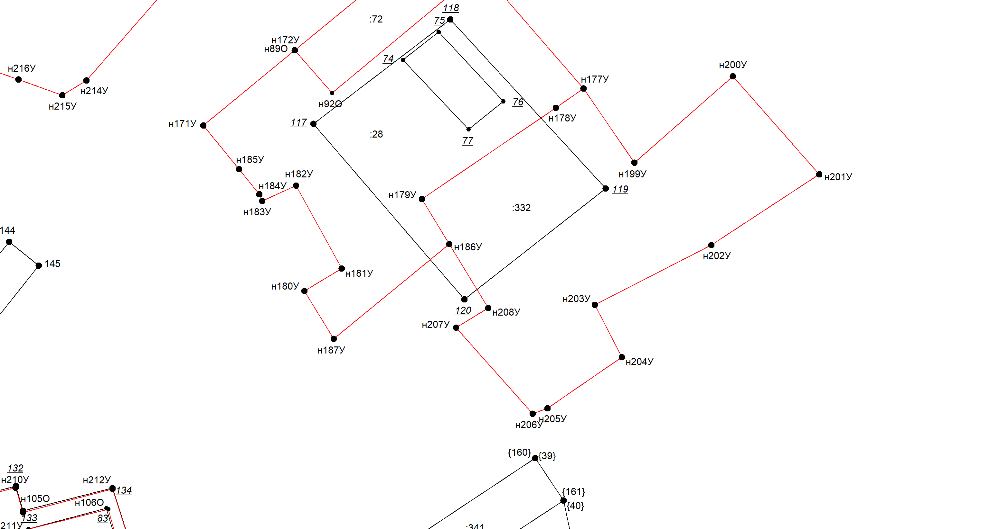 118
:72
75
н172У
н89О
74
н216У
н200У
н177У
н214У
н215У
н92О
76
н178У
117
н171У
:28
77
н185У
н182У
н199У
н201У
н184У
н179У
119
н183У
:332
144
н186У
н202У
145
н181У
н180У
н203У
120
н208У
н207У
н187У
н204У
н205У
н206У
{160}
{39}
132
н210У
н212У
134
{161}
н105О
н106О
{40}
133
83
211У
:341